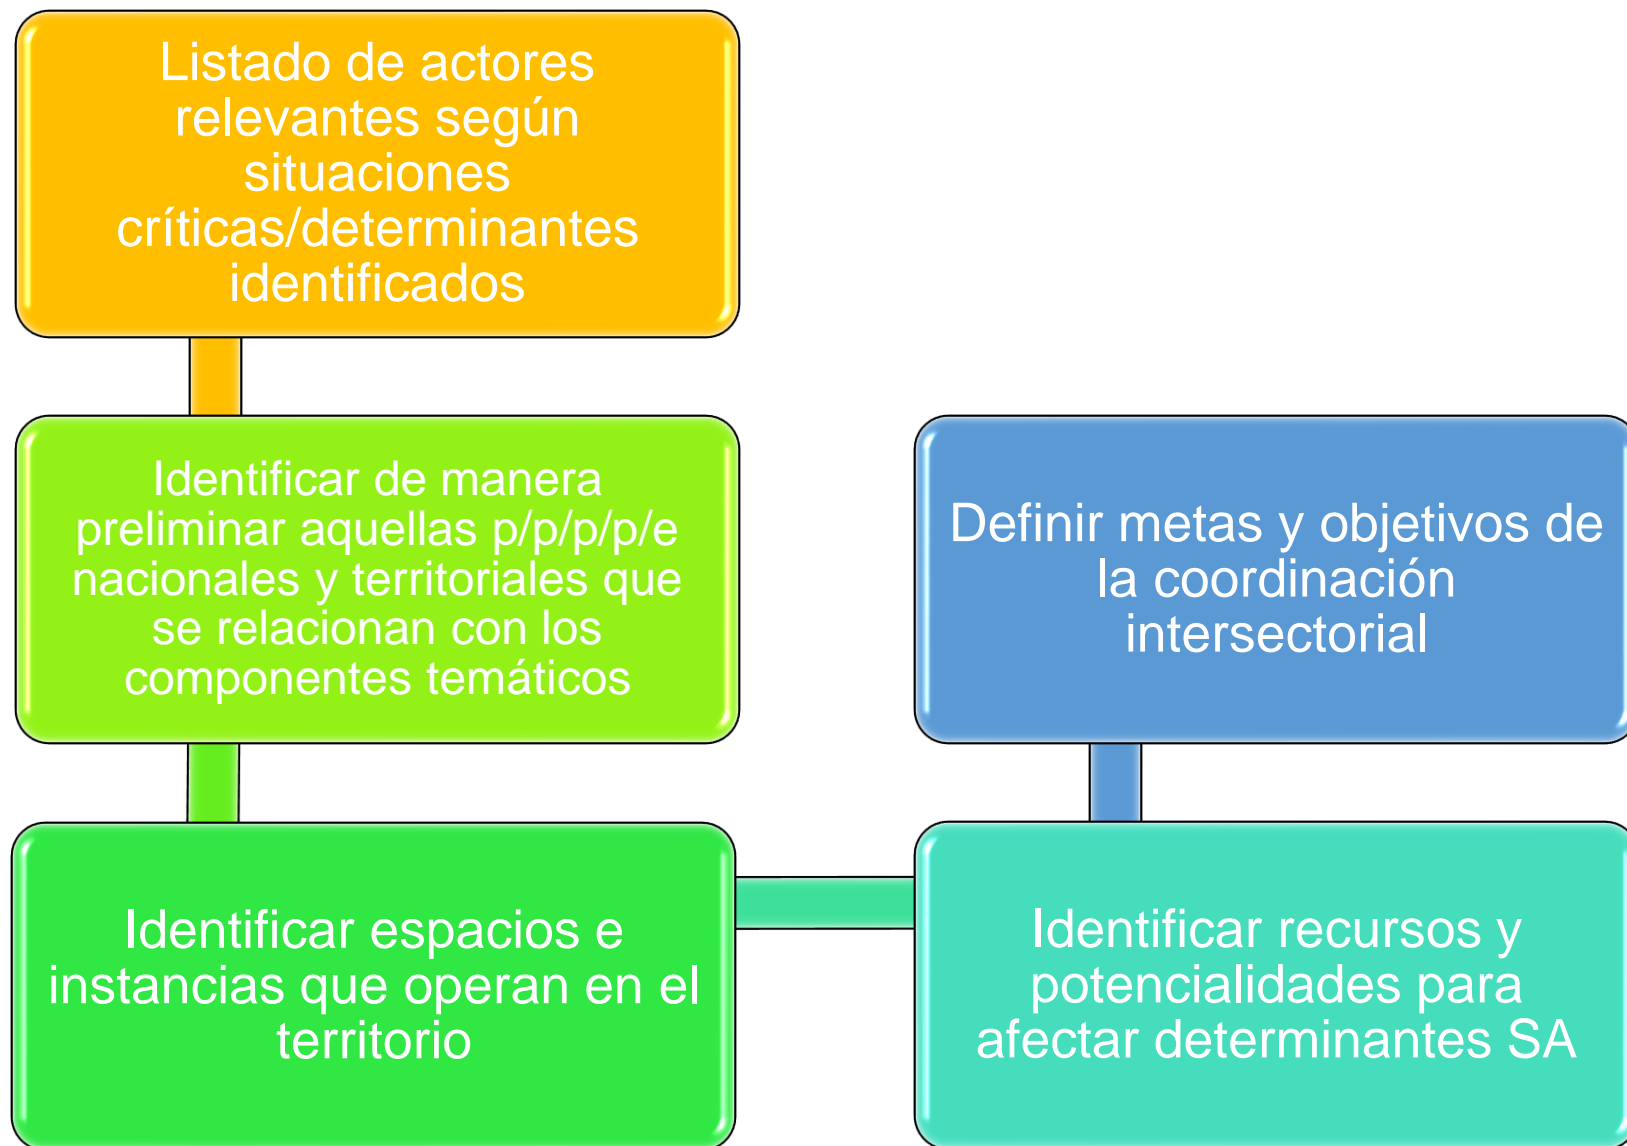 Listado de actores
relevantes según
situaciones
críticas/determinantes
identificados
Identificar de manera
preliminar aquellas p/p/p/p/e
nacionales y territoriales que
se relacionan con los
componentes temáticos
Identificar espacios e
instancias que operan en el
territorio
Identificar recursos y
potencialidades para
afectar determinantes SA
Definir metas y objetivos de
la coordinación
intersectorial